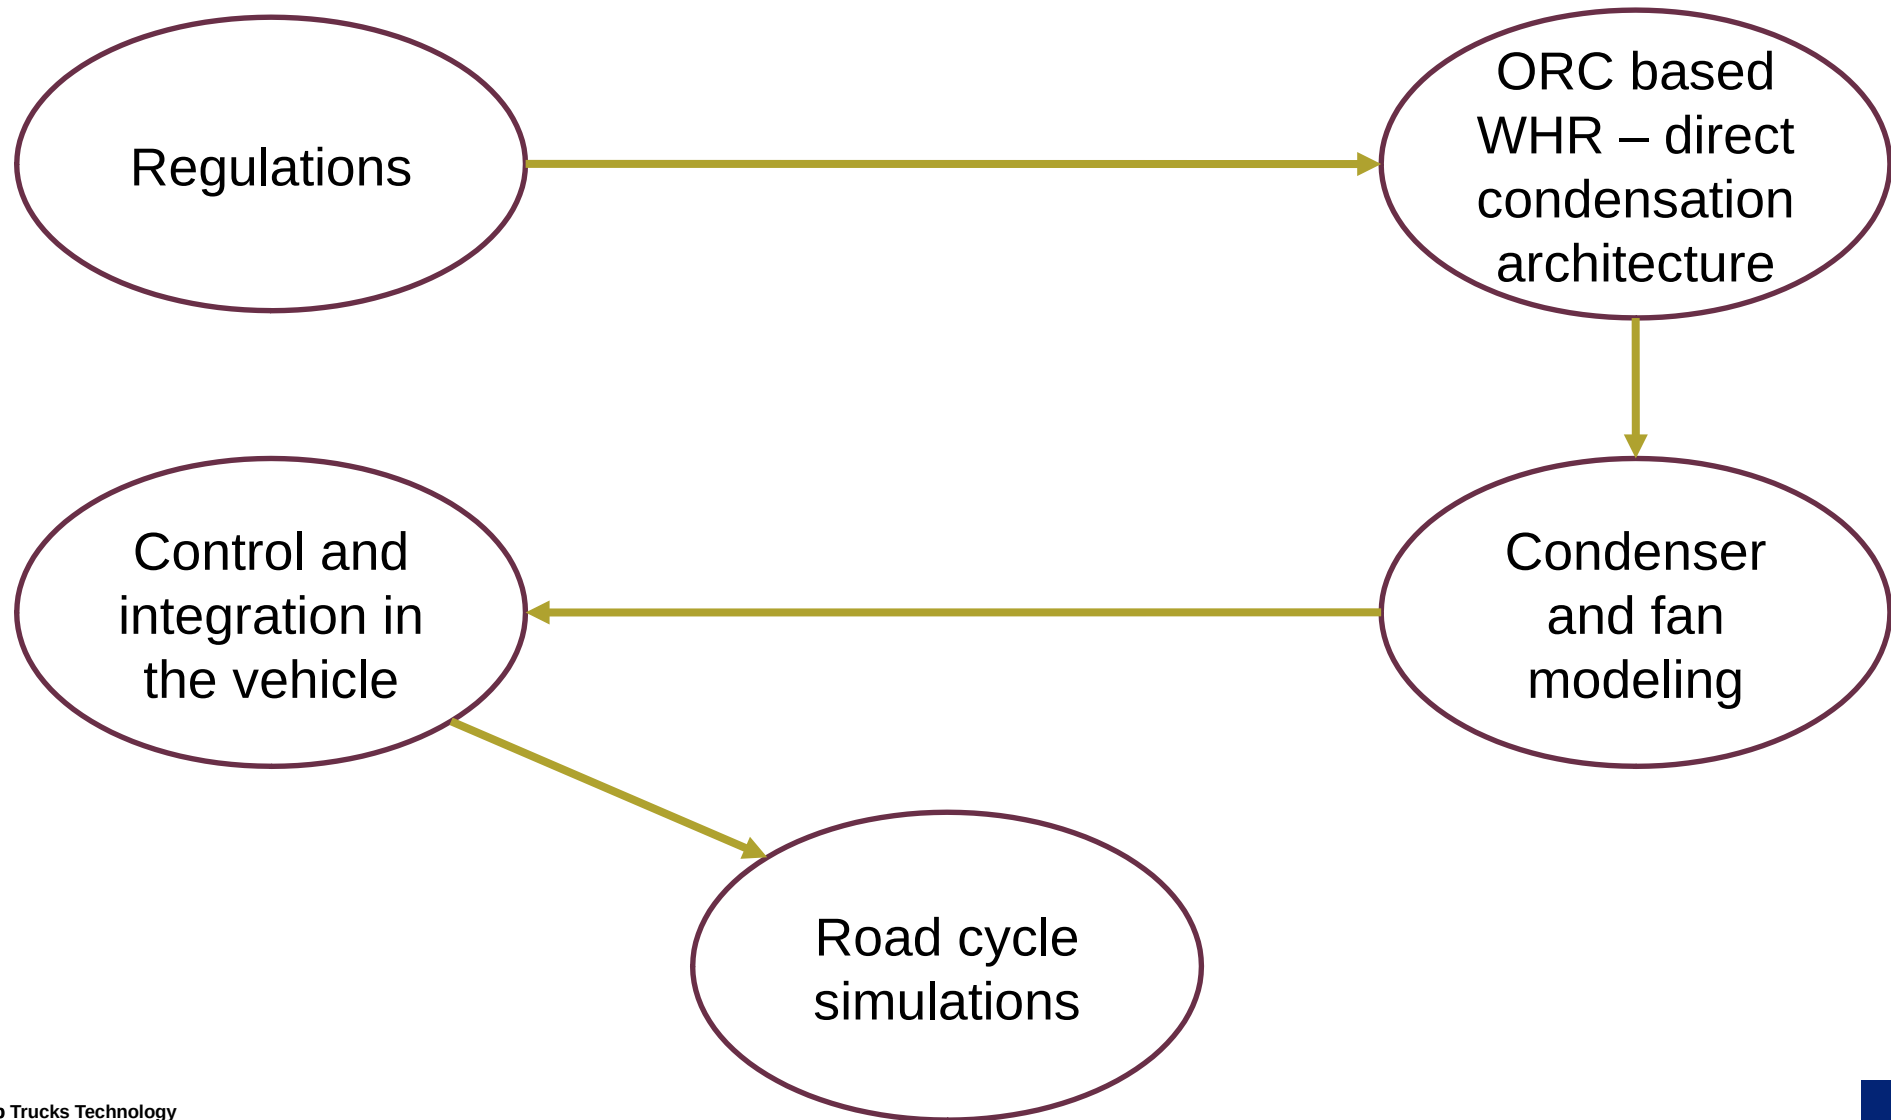 Regulations
ORC based
WHR – direct
condensation
architecture
Control and
integration in
the vehicle
Condenser
and fan
modeling
Road cycle
simulations
Trucks Technology